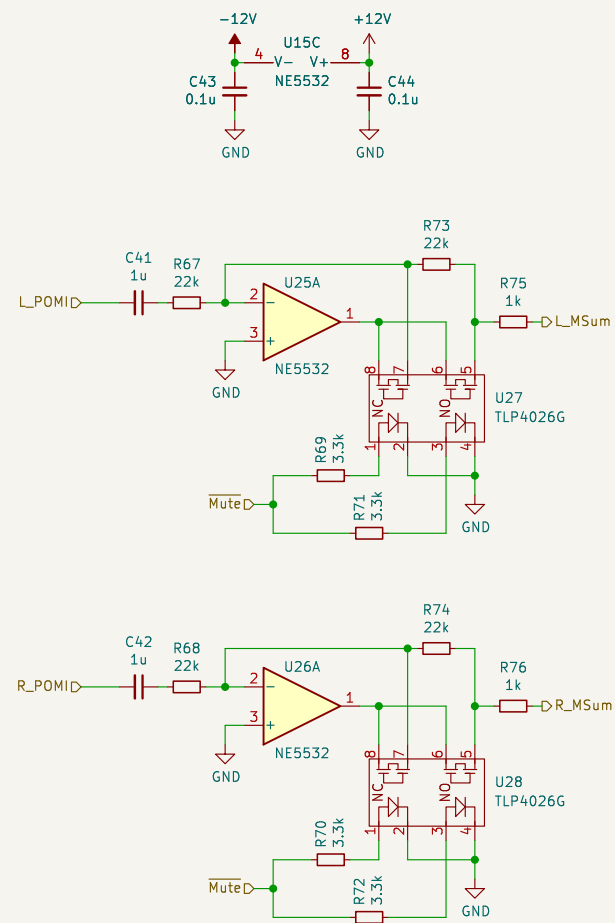 -12V
+12V
U15C
4 V- V+ 8
NE5532
C43
0.1u
C44
0.1u
GND
GND
R73
22k
C41
1u
R67
22k
U25A
R75
1k
L_POMI
2
1
L_MSum
3
NE5532
GND
8 7 6 5
NC NO
U27
TLP4026G
1 2 3 4
R69
3.3k
Mute
R71
3.3k
GND
R74
22k
C42
1u
R68
22k
U26A
R76
1k
R_POMI
2
1
R_MSum
3
NE5532
GND
8 7 6 5
NC NO
U28
TLP4026G
1 2 3 4
R70
3.3k
Mute
R72
3.3k
GND